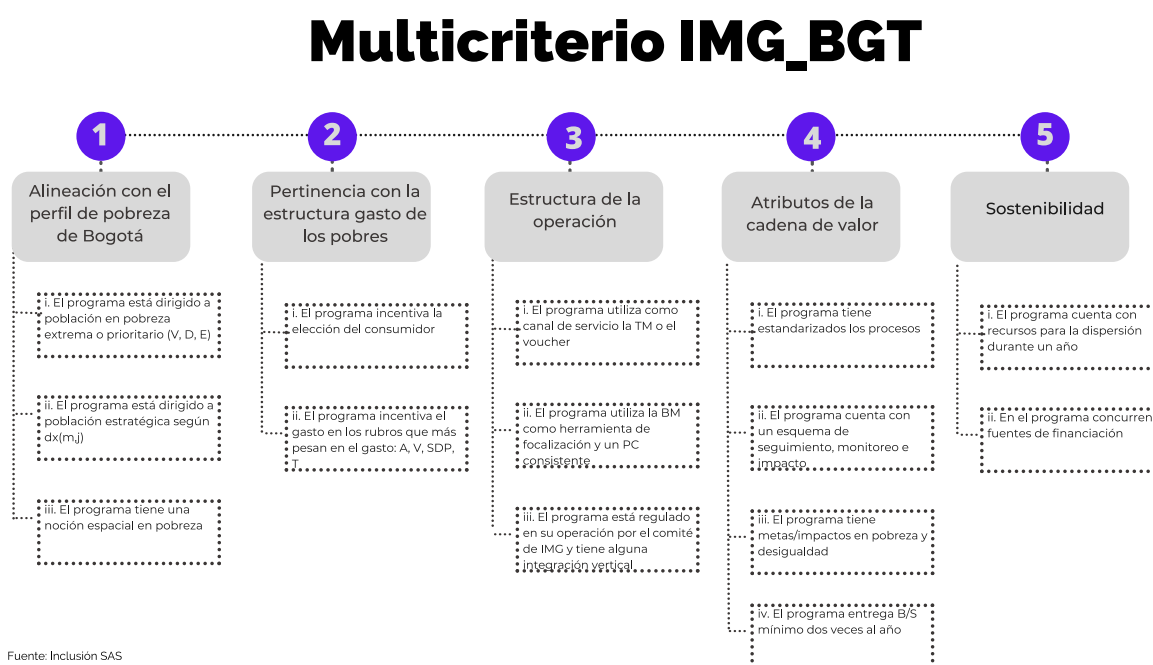 Multicriterio IMG_BGT
1
Alineación con el
perfil de pobreza
de Bogotá
i. El programa está dirigido a
población en pobreza
extrema o prioritario (V, D, E)
ii. El programa está dirigido a
población estratégica según
dx(m,j)
iii. El programa tiene una
noción espacial en pobreza
2
Pertinencia con la
estructura gasto de
los pobres
i. El programa incentiva la
elección del consumidor
ii. El programa incentiva el
gasto en los rubros que más
pesan en el gasto: A, V, SDP,
T
3
Estructura de la
operación
i. El programa utiliza como
canal de servicio la TM o el
voucher
ii. El programa utiliza la BM
como herramienta de
focalización y un PC
consistente
iii. El programa está regulado
en su operación por el comité
de IMG y tiene alguna
integración vertical
4
Atributos de la
cadena de valor
i. El programa tiene
estandarizados los procesos
ii. El programa cuenta con
un esquema de
seguimiento, monitoreo e
impacto
iii. El programa tiene
metas/impactos en pobreza y
desigualdad
iv. El programa entrega B/S
mínimo dos veces al año
5
Sostenibilidad
i. El programa cuenta con
recursos para la dispersión
durante un año
ii. En el programa concurren
fuentes de financiación
Fuente: Inclusión SAS